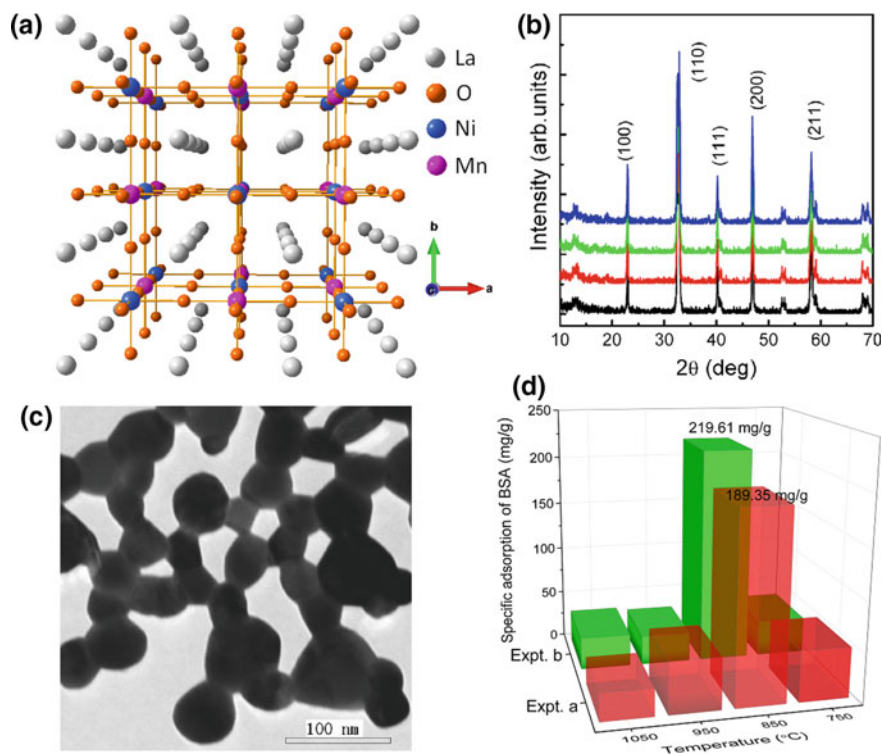 (a)
La
O
Ni
Mn
b
a
(b)
Intensity (arb.units)
(100)
(110)
(111)
(200)
(211)
10 20 30 40 50 60 70
2θ (deg)
(c)
100 nm
(d)
Specific adsorption of BSA (mg/g)
250
200
150
100
50
0
219.61 mg/g
189.35 mg/g
Expt. b
Expt. a
1050
950
850
750
Temperature (°C)